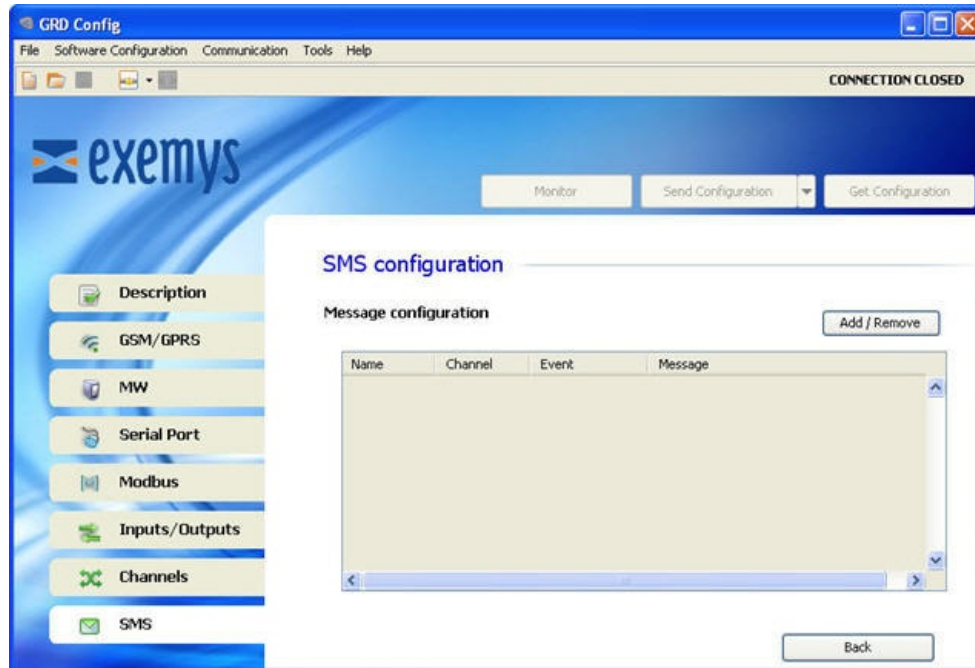 GRD Config
File Software Configuration Communication Tools Help
CONNECTION CLOSED
exemys
Monitor Send Configuration Get Configuration
SMS configuration
Description
Message configuration
Add / Remove
GSM/GPRS
Name Channel Event Message
MW
Serial Port
Modbus
Inputs/Outputs
Channels
SMS
Back